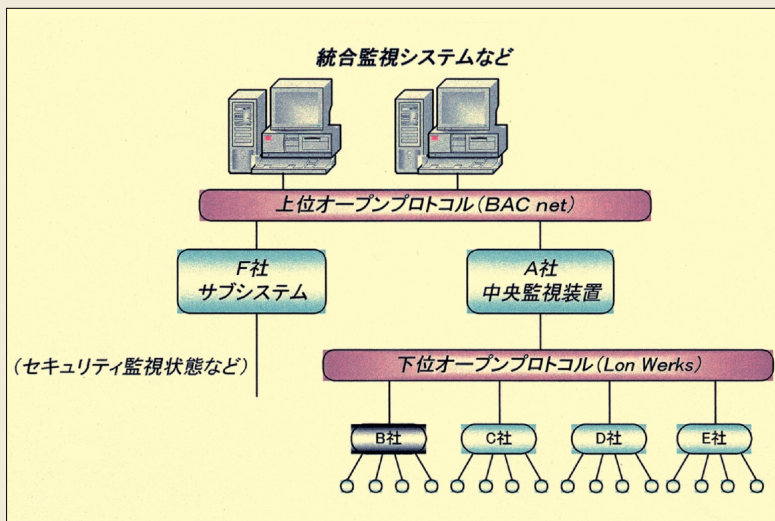 統合監視システムなど
上位オープンプロトコル(BAC net)
F社
サブシステム
A社
中央監視装置
(セキュリティ監視状態など)
下位オープンプロトコル(Lon Werks)
B社
C社
D社
E社